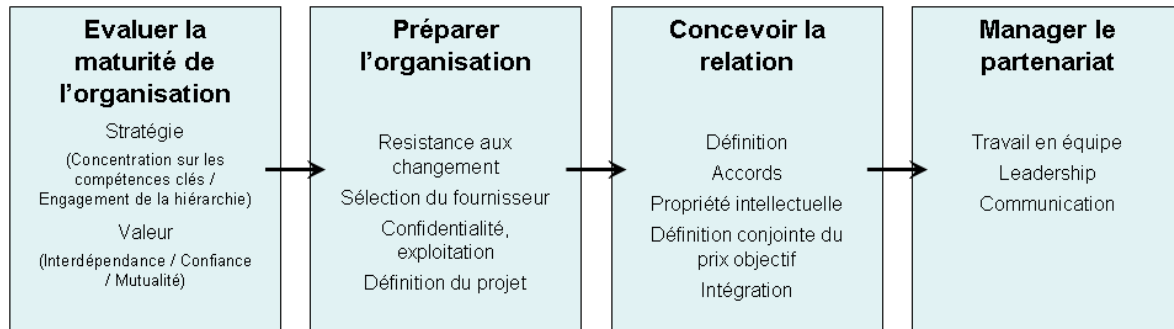 Evaluer la
maturité de
l'organisation
Stratégie
(Concentration sur les
compétences clés /
Engagement de la hiérarchie)
Valeur
(Interdépendance / Confiance
/ Mutualité)
Préparer
l'organisation
Resistance aux
changement
Sélection du fournisseur
Confidentialité,
exploitation
Définition du projet
Concevoir la
relation
Définition
Accords
Propriété intellectuelle
Définition conjointe du
prix objectif
Intégration
Manager le
partenariat
Travail en équipe
Leadership
Communication